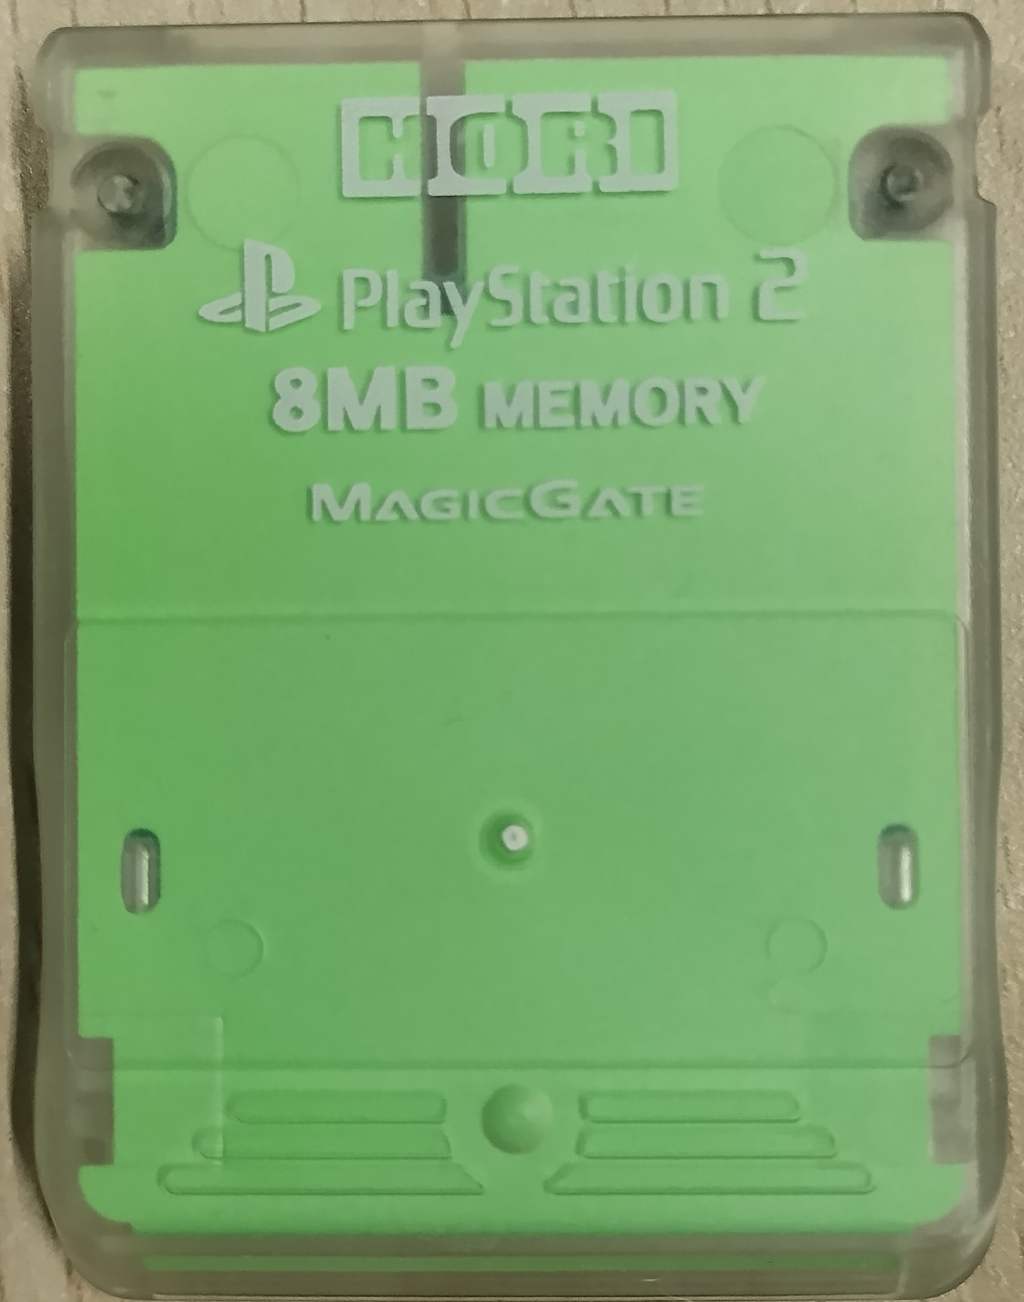 HORI
PlayStation 2
8MB MEMORY
MAGICGATE